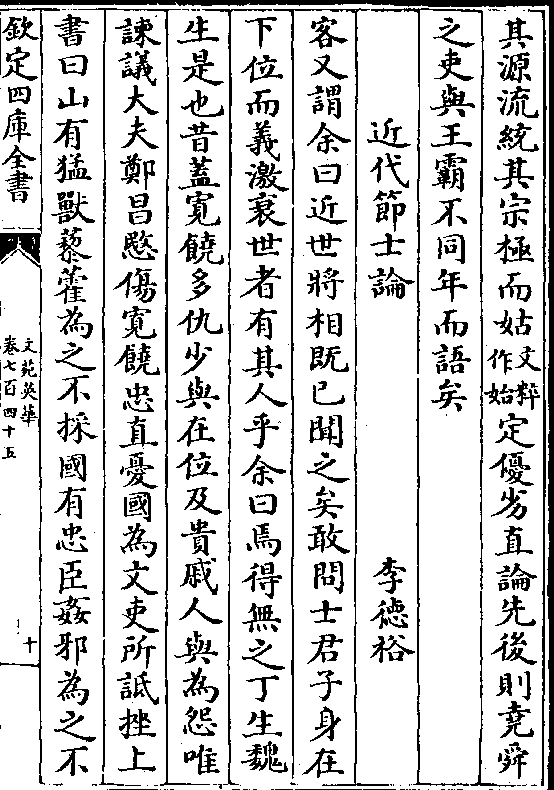 其源流統其宗極而姑文粹作始定優劣直論先後則堯舜
之吏與王霸不同年而語矣
近代節士論　李德裕
客又謂余曰近世將相既已聞之矣敢問士君子身在
下位而義激衰世者有其人乎余曰焉得無之丁生魏
生是也昔蓋寬饒多仇少與在位及貴戚人與為怨唯
諫議大夫鄭昌愍傷寬饒忠直憂國為文吏所詆挫上
書曰山有猛獸藜藿為之不採國有忠臣姦邪為之不
欽定四庫全書
文苑英華
卷七百四十五
十